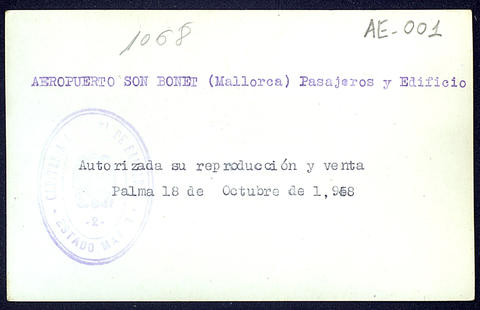 1068
AE-001
AEROPUERTO SON BONET (Mallorca) Pasajeros y Edificio
Autorizada su reproducción y venta
Palma 18 de Octubre de 1,958
-2-
ESTADO